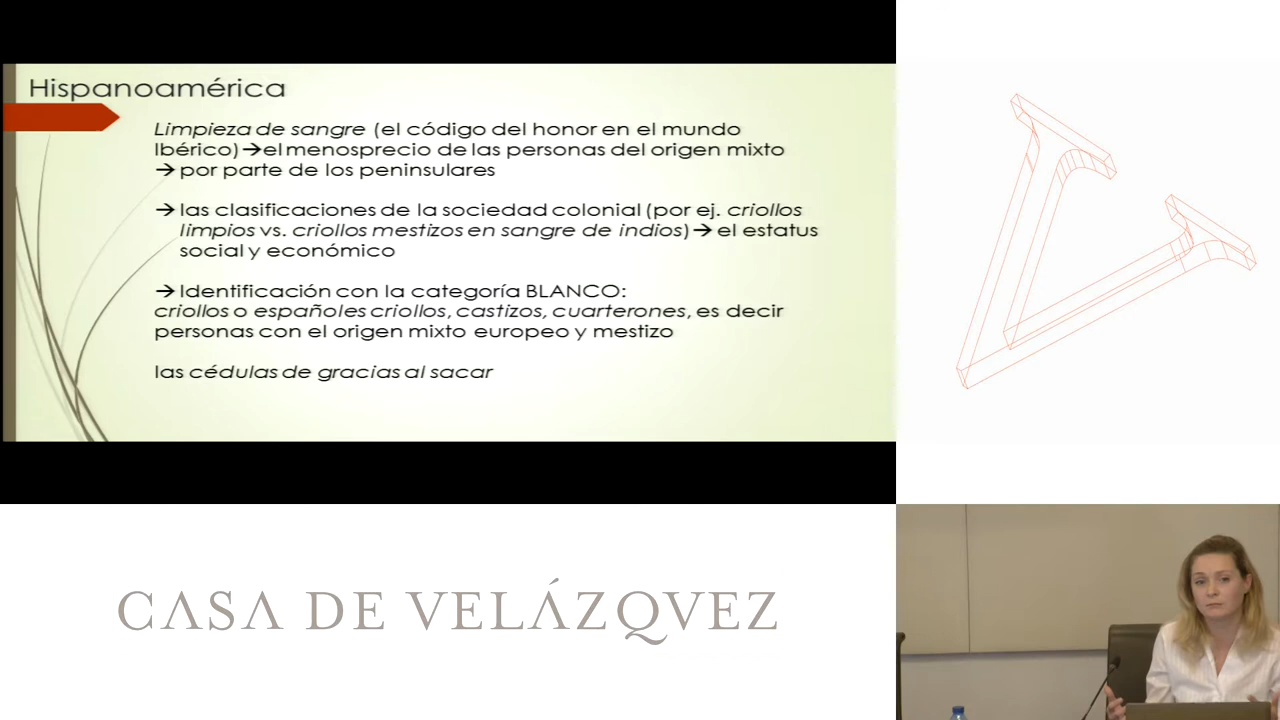 Hispanoamérica
Limpieza de sangre (el código del honor en el mundo
Ibérico)→el menosprecio de las personas del origen mixto
→ por parte de los peninsulares
→ las clasificaciones de la sociedad colonial (por ej. criollos
limpios vs. criollos mestizos en sangre de indios)→ el estatus
social y económico
→ Identificación con la categoría BLANCO:
criollos o españoles criollos, castizos, cuarterones, es decir
personas con el origen mixto europeo y mestizo
las cédulas de gracias al sacar
CASA DE VELÁZQVEZ